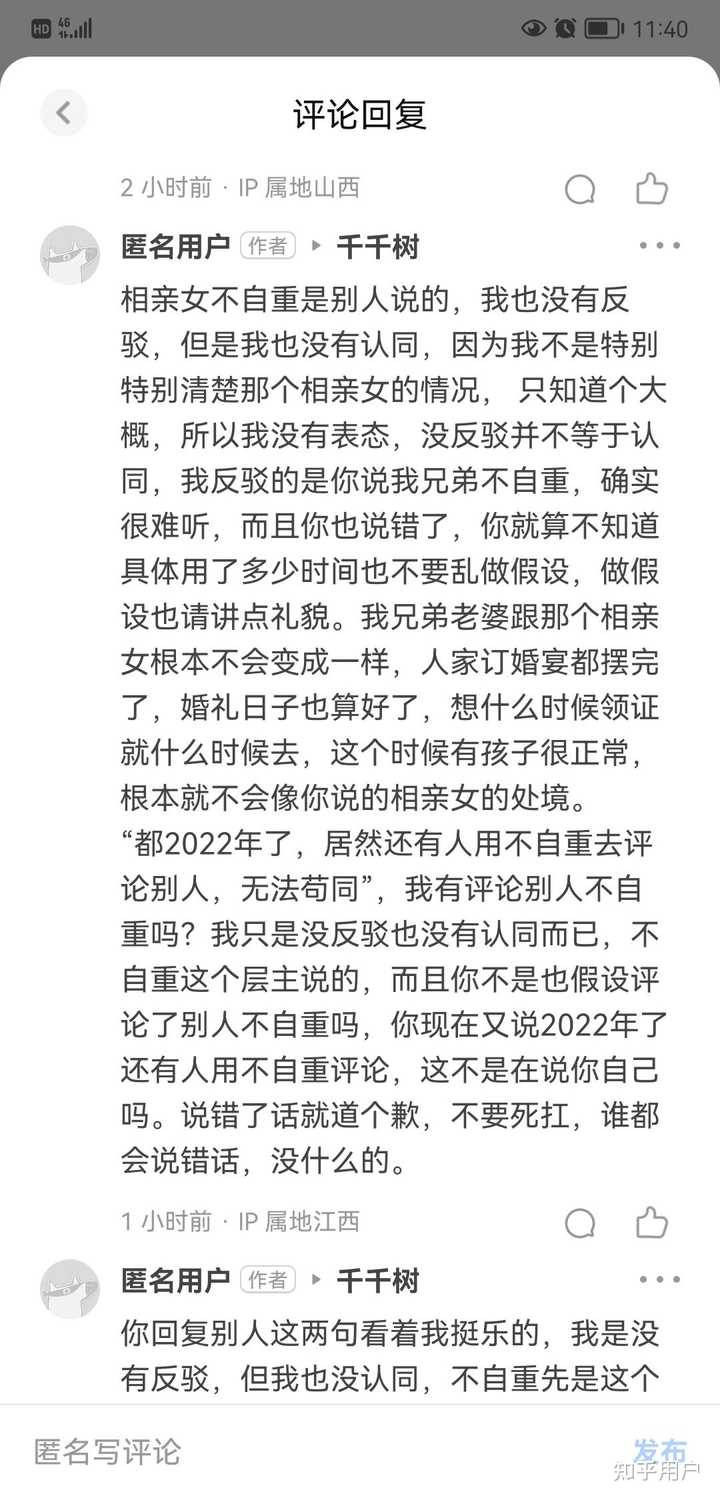 HD 4G 11:40
评论回复
2 小时前 · IP 属地山西
匿名用户 作者 ▸ 千千树
相亲女不自重是别人说的，我也没有反
驳，但是我也没有认同，因为我不是特别
特别清楚那个相亲女的情况， 只知道个大
概，所以我没有表态，没反驳并不等于认
同，我反驳的是你说我兄弟不自重，确实
很难听，而且你也说错了，你就算不知道
具体用了多少时间也不要乱做假设，做假
设也请讲点礼貌。我兄弟老婆跟那个相亲
女根本不会变成一样，人家订婚宴都摆完
了，婚礼日子也算好了，想什么时候领证
就什么时候去，这个时候有孩子很正常，
根本就不会像你说的相亲女的处境。
“都2022年了，居然还有人用不自重去评
论别人，无法苟同”，我有评论别人不自
重吗？我只是没反驳也没有认同而已，不
自重这个层主说的，而且你不是也假设评
论了别人不自重吗，你现在又说2022年了
还有人用不自重评论，这不是在说你自己
吗。说错了话就道个歉，不要死扛，谁都
会说错话，没什么的。
1 小时前 · IP 属地江西
匿名用户 作者 ▸ 千千树
你回复别人这两句看着我挺乐的，我是没
有反驳，但我也没认同，不自重先是这个
匿名写评论 发布
知乎用户